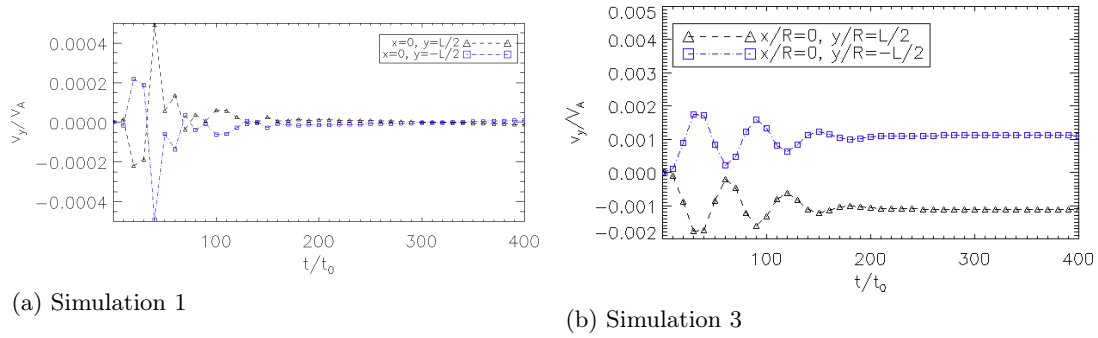 0.0004
0.0002
0.0000
−0.0002
−0.0004
v_y/V_A
x=0, y=L/2
x=0, y=−L/2
100
200
300
400
t/t_0
(a) Simulation 1
0.005
0.004
0.003
0.002
0.001
0.000
−0.001
−0.002
v_y/V_A
x/R=0, y/R=L/2
x/R=0, y/R=−L/2
100
200
300
400
t/t_0
(b) Simulation 3